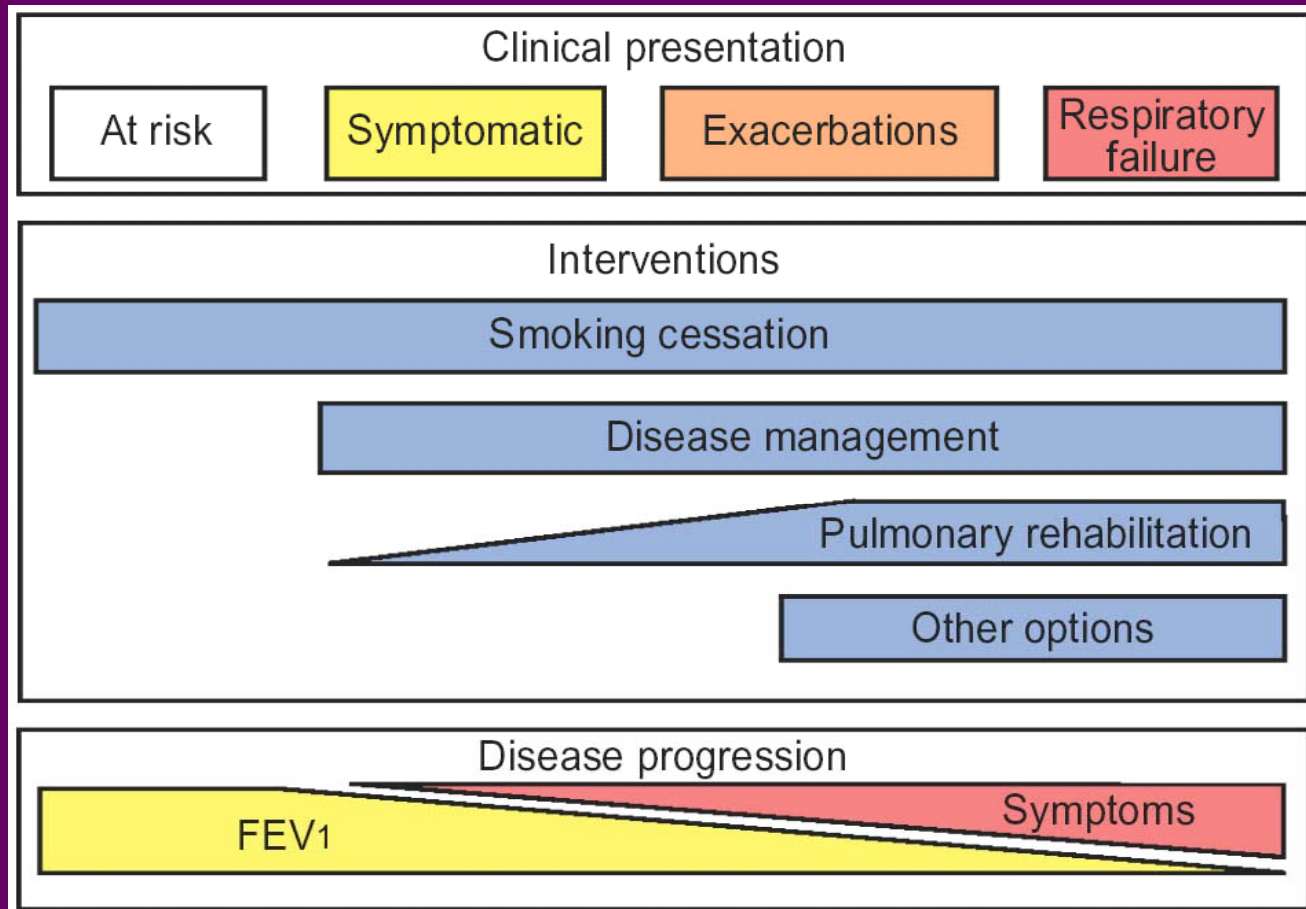 Clinical presentation
At risk
Symptomatic
Exacerbations
Respiratory
failure
Interventions
Smoking cessation
Disease management
Pulmonary rehabilitation
Other options
Disease progression
Symptoms
FEV1